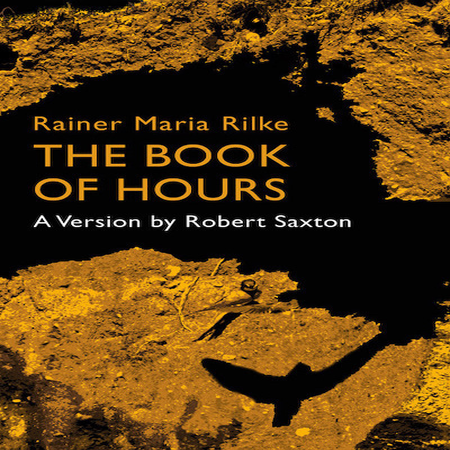 Rainer Maria Rilke
THE BOOK
OF HOURS
A Version by Robert Saxton